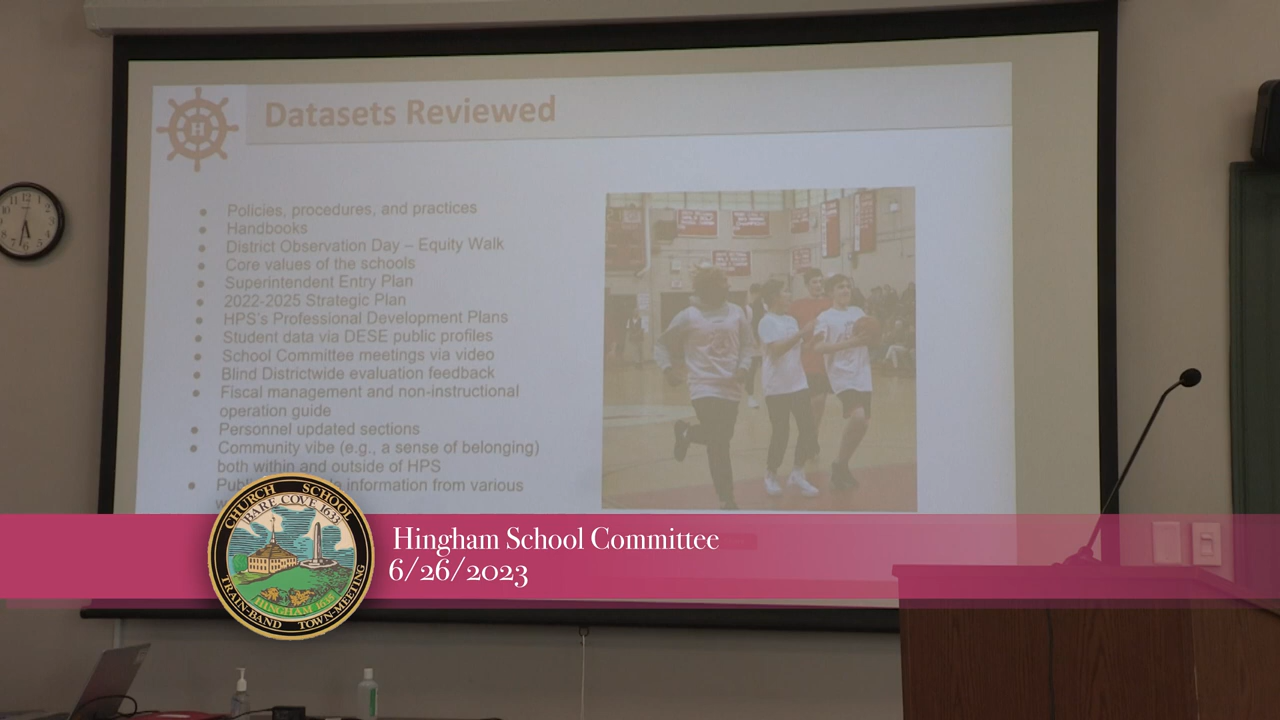 Datasets Reviewed
H
Policies, procedures, and practices
Handbooks
District Observation Day – Equity Walk
Core values of the schools
Superintendent Entry Plan
2022-2025 Strategic Plan
HPS's Professional Development Plans
Student data via DESE public profiles
School Committee meetings via video
Blind Districtwide evaluation feedback
Fiscal management and non-instructional
operation guide
Personnel updated sections
Community vibe (e.g., a sense of belonging)
both within and outside of HPS
information from various
CHURCH SCHOOL
BARE COVE 1633
HINGHAM 1635
TRAIN-BAND TOWN-MEETING
Hingham School Committee
6/26/2023